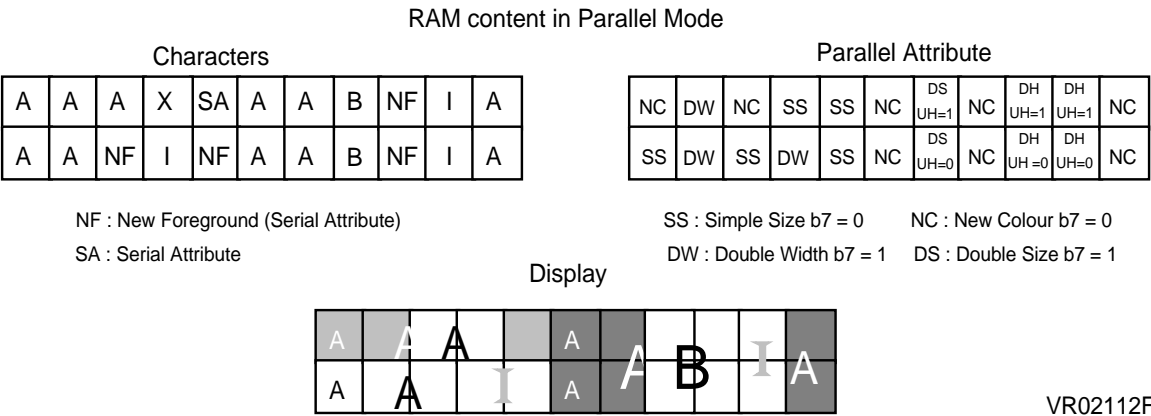 RAM content in Parallel Mode
Characters
Parallel Attribute
A A A X SA A A B NF I A
A A NF I NF A A B NF I A
NC DW NC SS SS NC DS UH=1 NC DH UH=1 DH UH=1 NC
SS DW SS DW SS NC DS UH=0 NC DH UH =0 DH UH=0 NC
NF : New Foreground (Serial Attribute)
SA : Serial Attribute
SS : Simple Size b7 = 0 NC : New Colour b7 = 0
DW : Double Width b7 = 1 DS : Double Size b7 = 1
Display
A A A A A B I A
A A I A
VR02112F